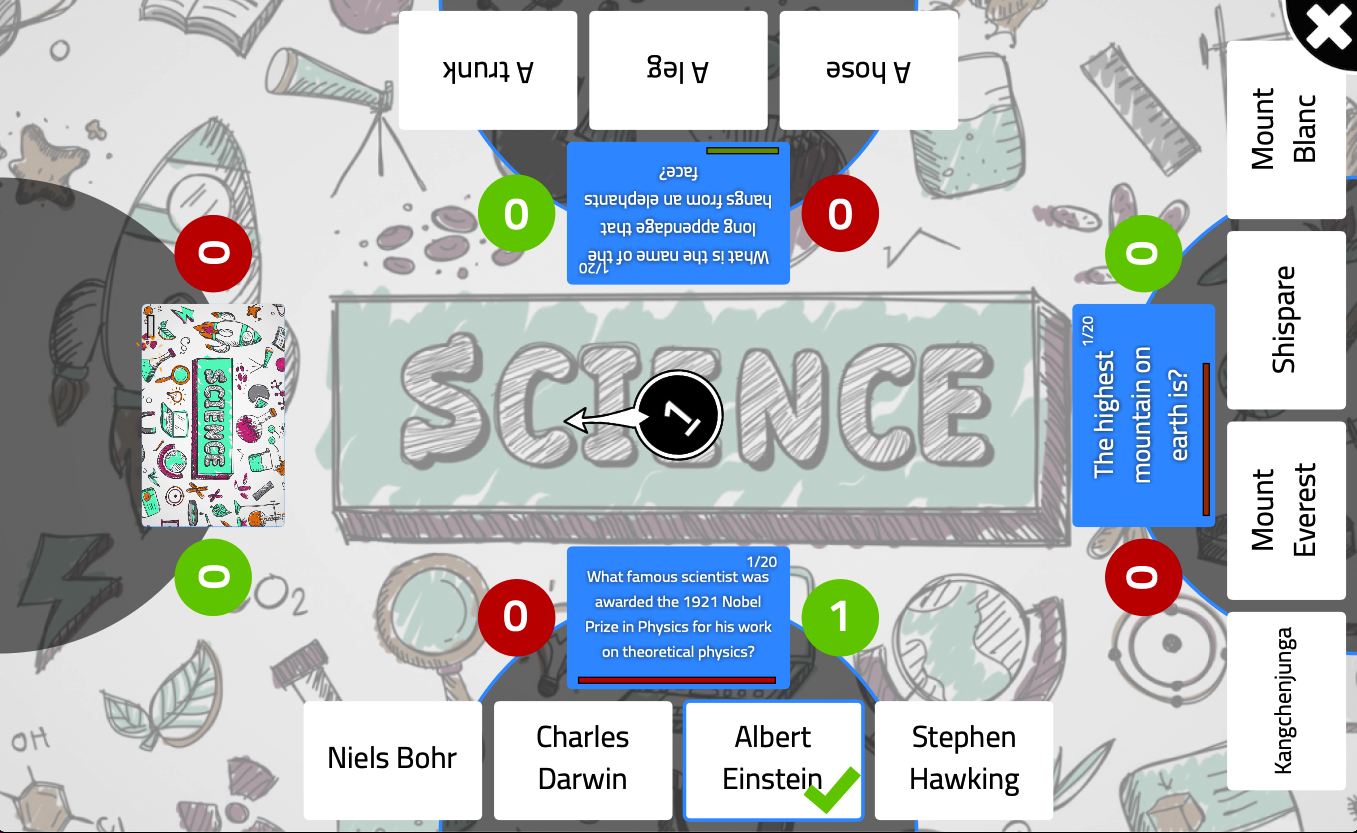 A trunk
A leg
A hose
1/20
What is the name of the
long appendage that
hangs from an elephants
face?
0
0
0
0
SCIENCE
SCIENCE
1
0
0
1/20
The highest
mountain on
earth is?
Mount
Blanc
Shispare
Mount
Everest
Kangchenjunga
0
1
1/20
What famous scientist was
awarded the 1921 Nobel
Prize in Physics for his work
on theoretical physics?
Niels Bohr
Charles
Darwin
Albert
Einstein
Stephen
Hawking
O2
OH